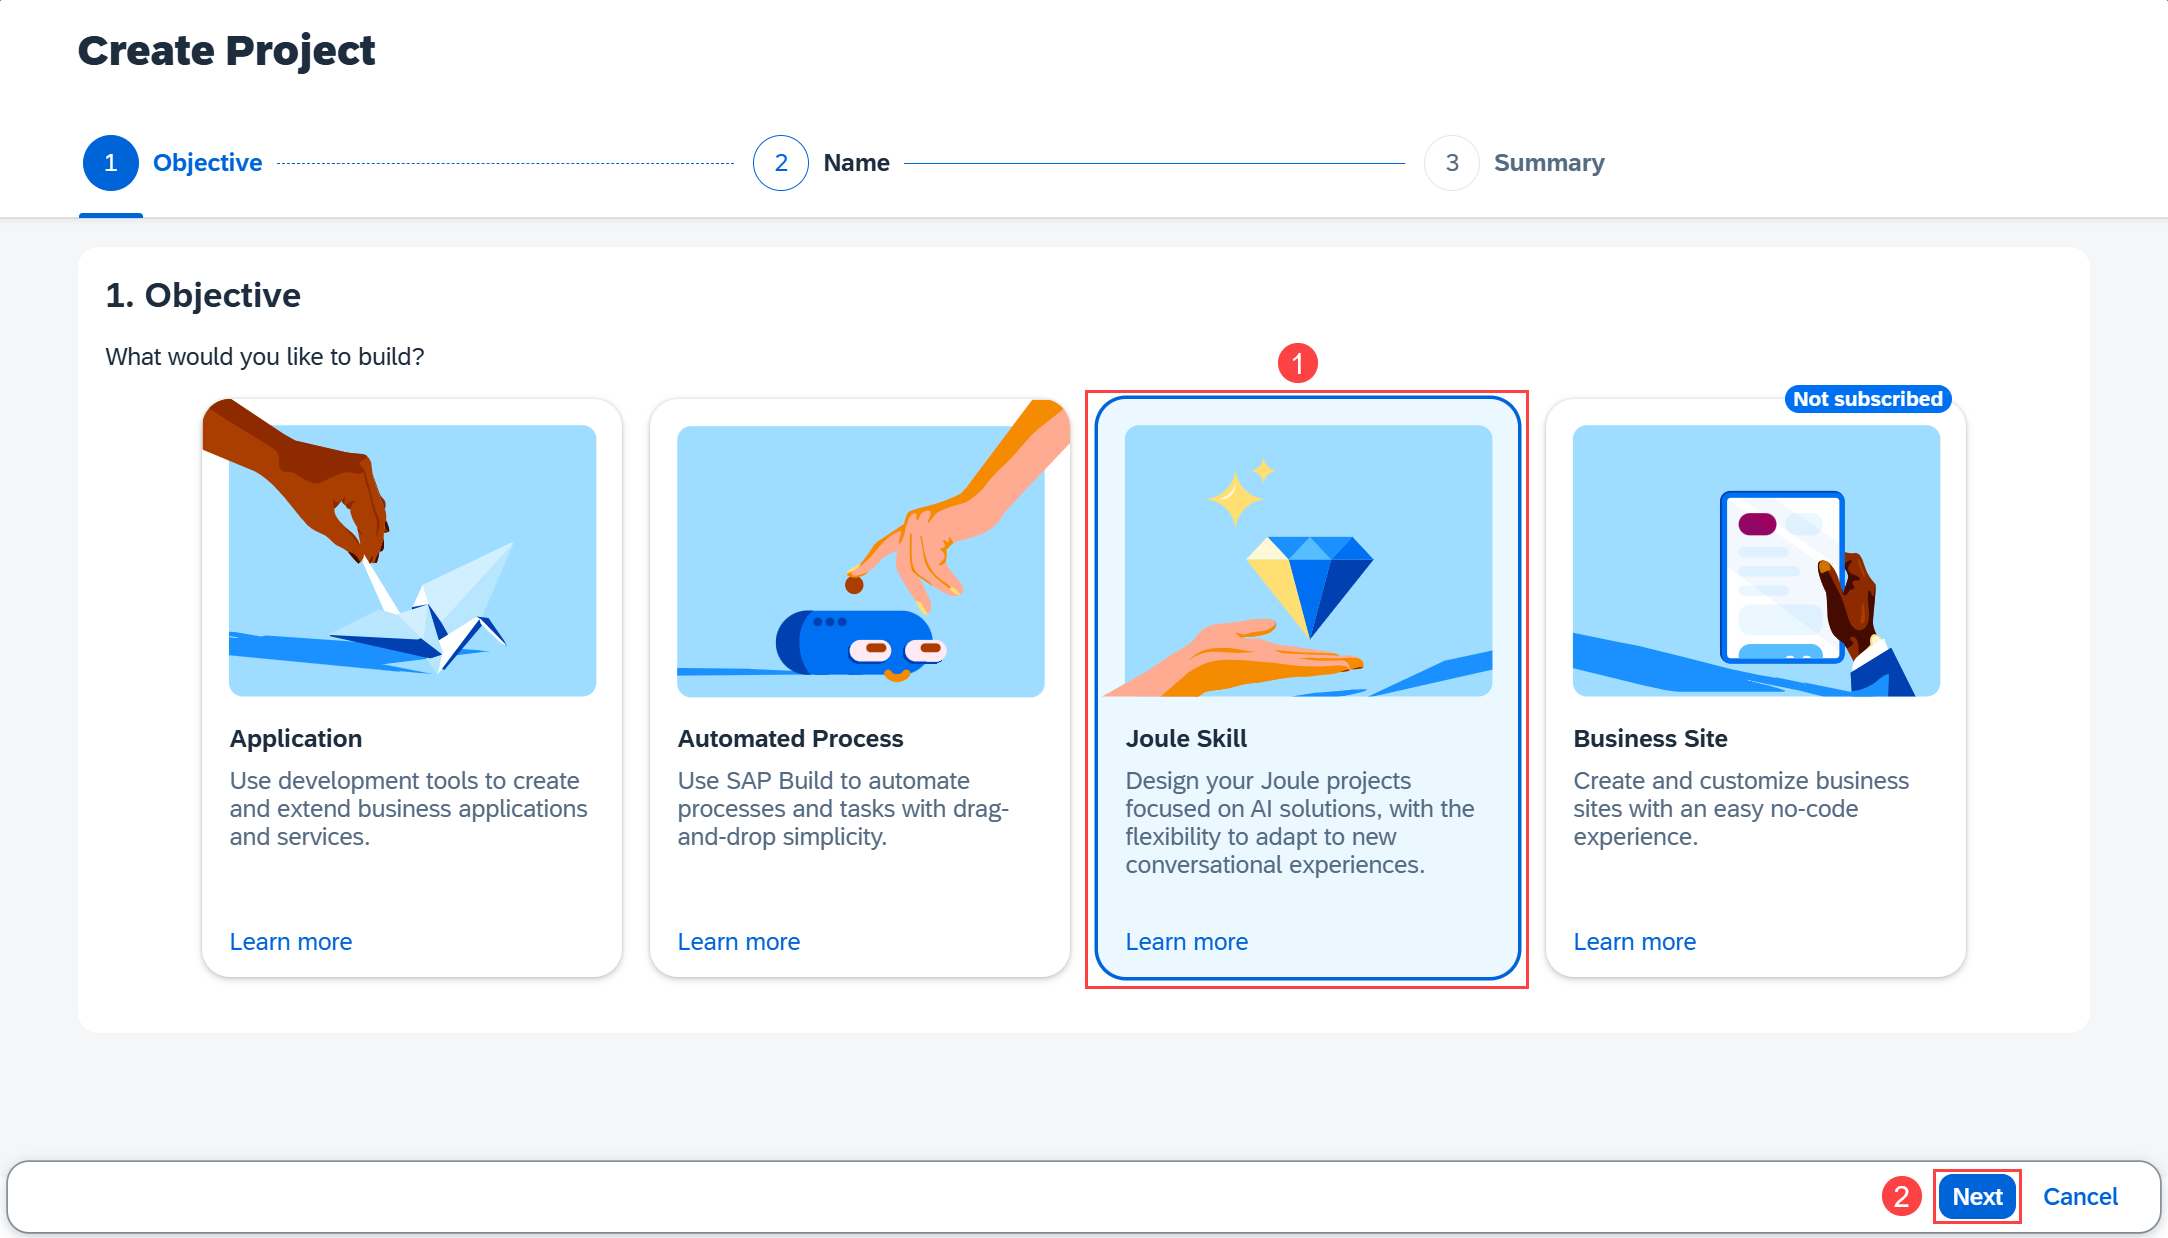 Create Project
1 Objective 2 Name 3 Summary
1. Objective
What would you like to build?
1
Not subscribed
Application
Use development tools to create
and extend business applications
and services.
Learn more
Automated Process
Use SAP Build to automate
processes and tasks with drag-
and-drop simplicity.
Learn more
Joule Skill
Design your Joule projects
focused on AI solutions, with the
flexibility to adapt to new
conversational experiences.
Learn more
Business Site
Create and customize business
sites with an easy no-code
experience.
Learn more
2 Next Cancel